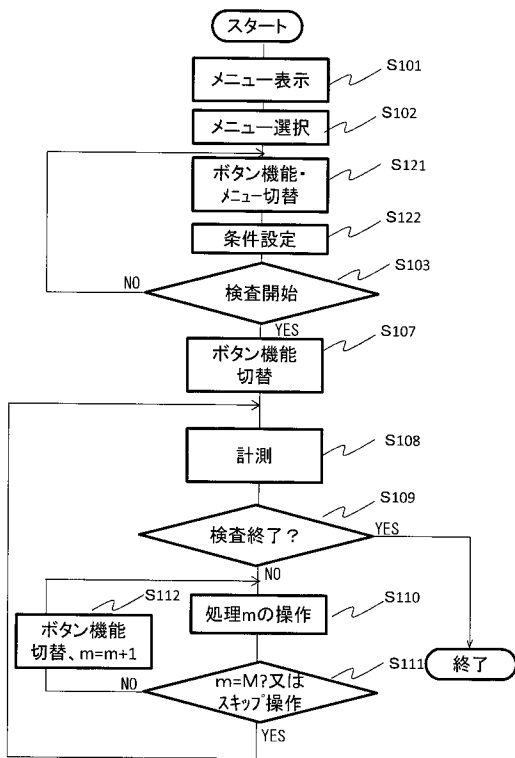 スタート
メニュー表示
S101
メニュー選択
S102
ボタン機能・
メニュー切替
S121
条件設定
S122
検査開始
S103
NO
YES
ボタン機能
切替
S107
計測
S108
検査終了？
S109
YES
NO
S112
ボタン機能
切替、m=m+1
処理mの操作
S110
m=M?又は
スキップ操作
S111
NO
YES
終了